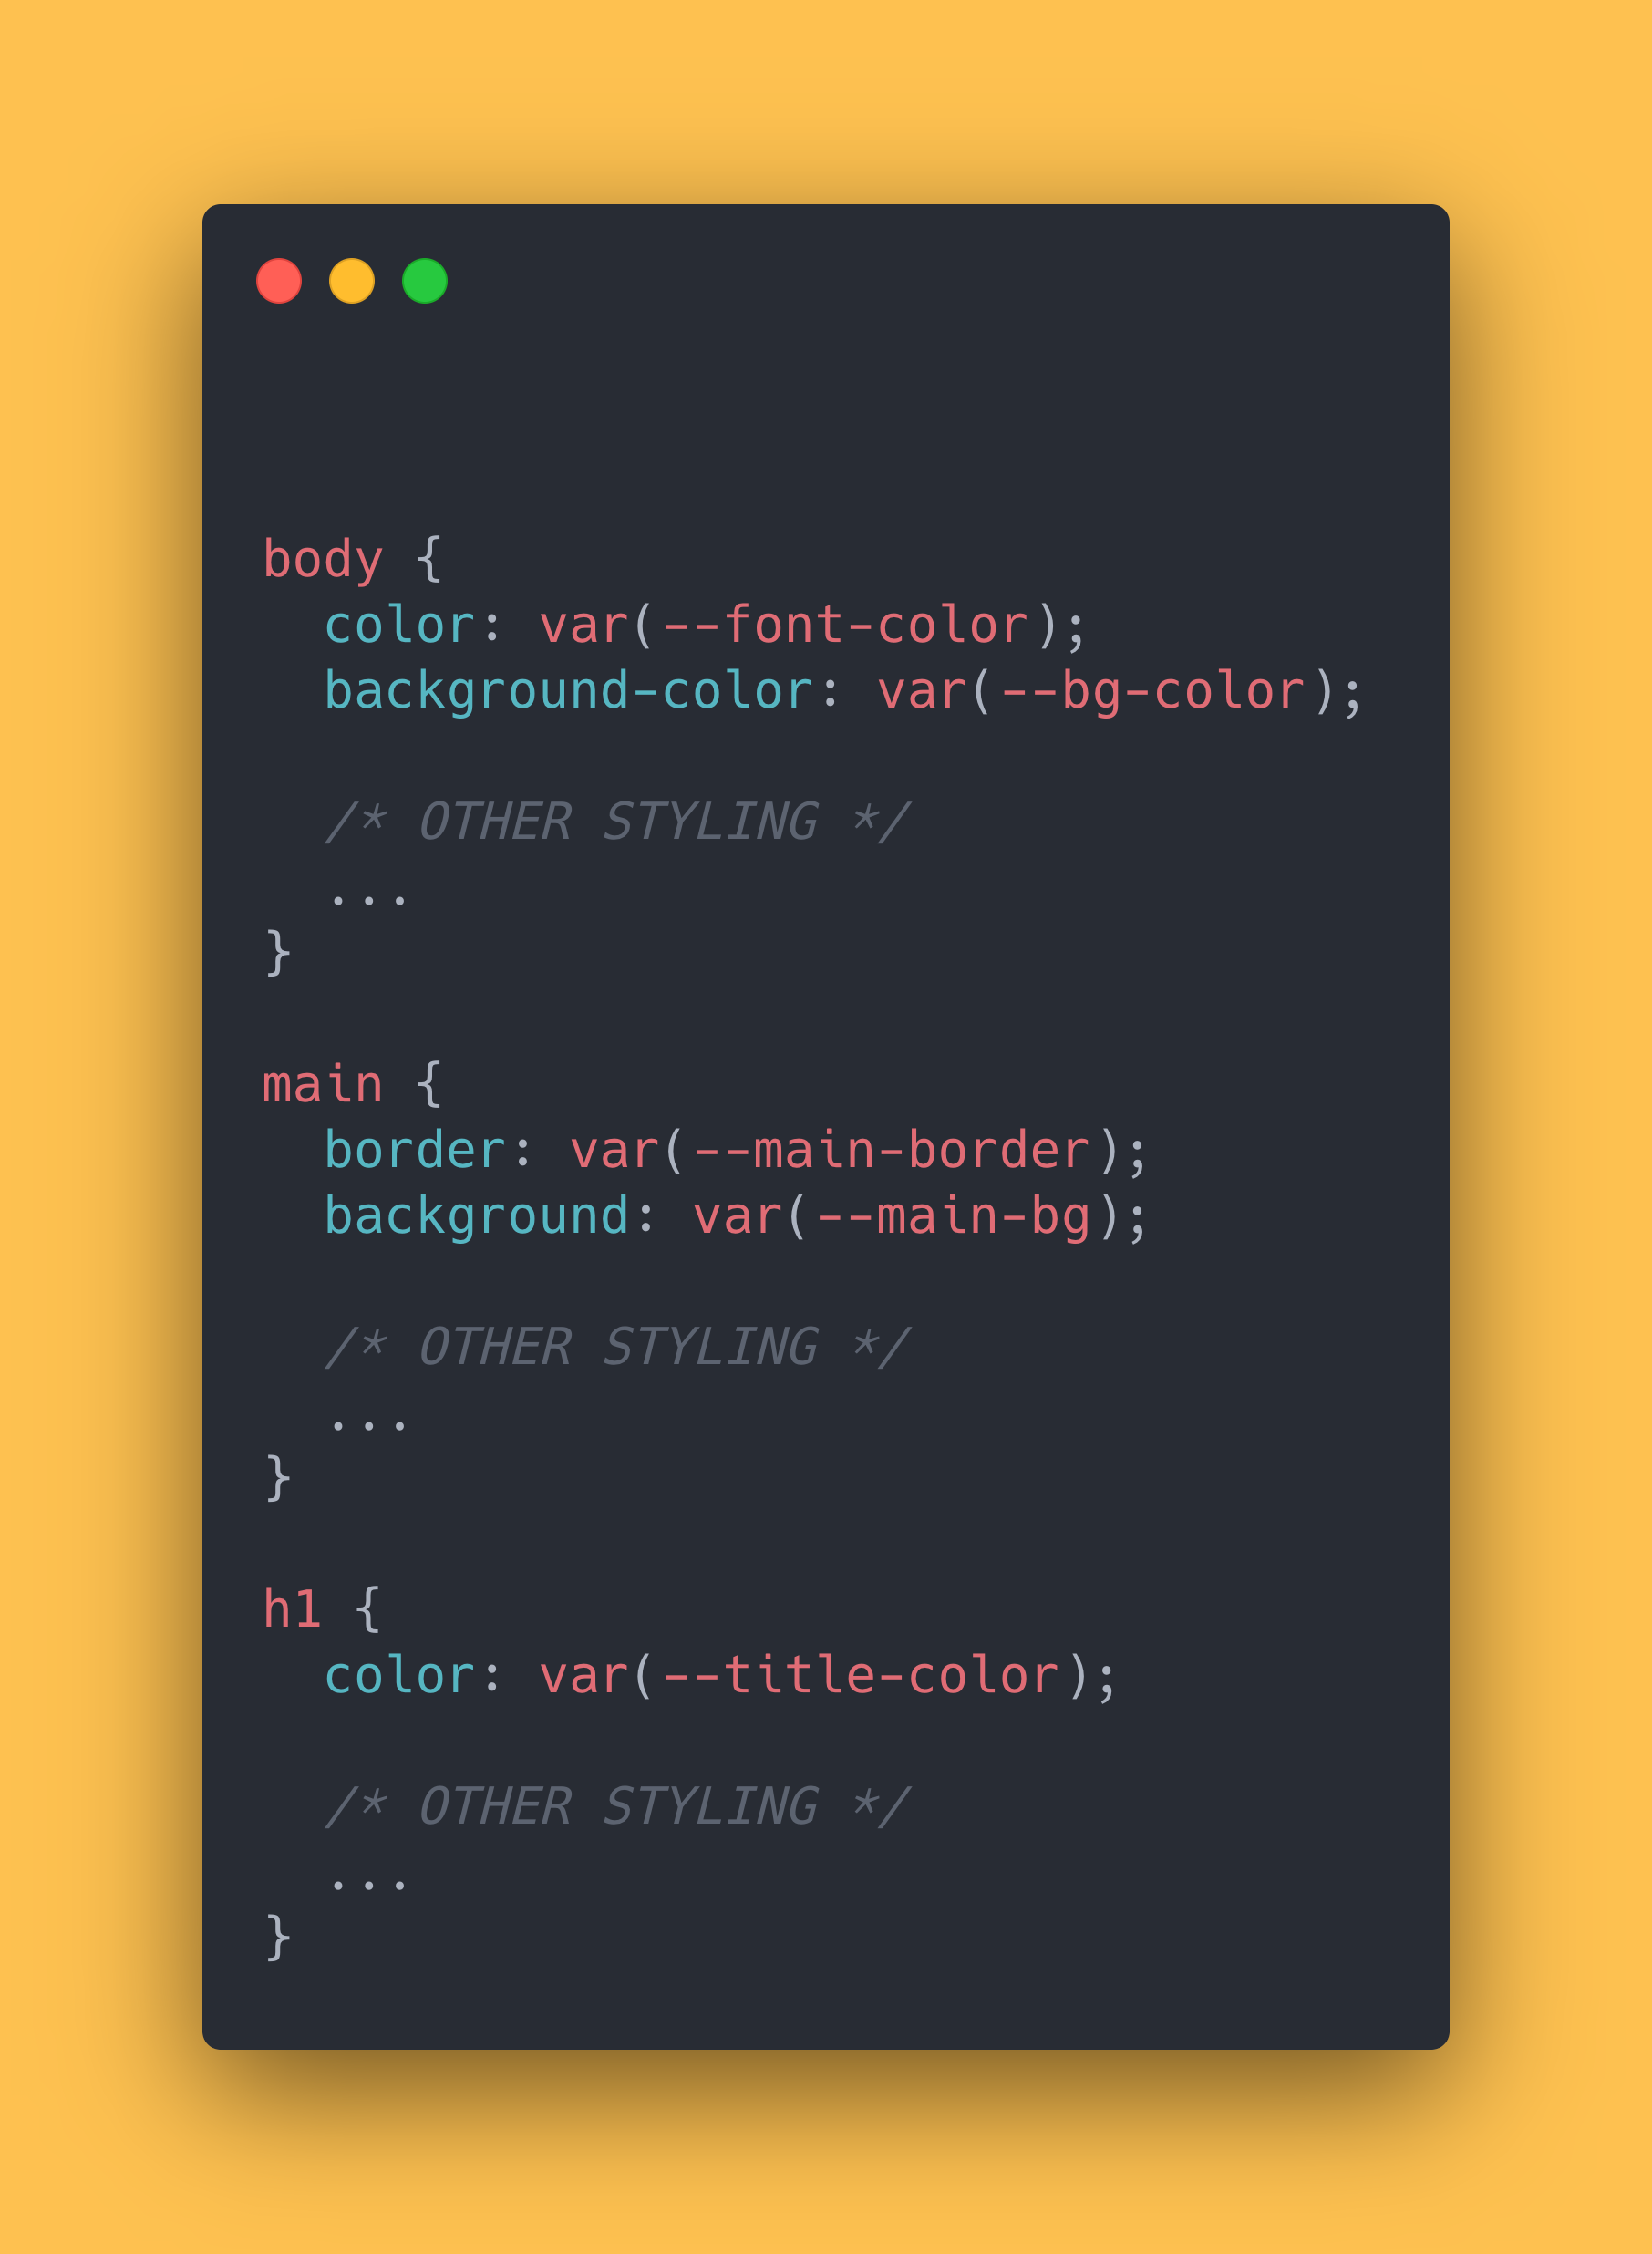 body {
  color: var(--font-color);
  background-color: var(--bg-color);

  /* OTHER STYLING */
  ...
}

main {
  border: var(--main-border);
  background: var(--main-bg);

  /* OTHER STYLING */
  ...
}

h1 {
  color: var(--title-color);

  /* OTHER STYLING */
  ...
}